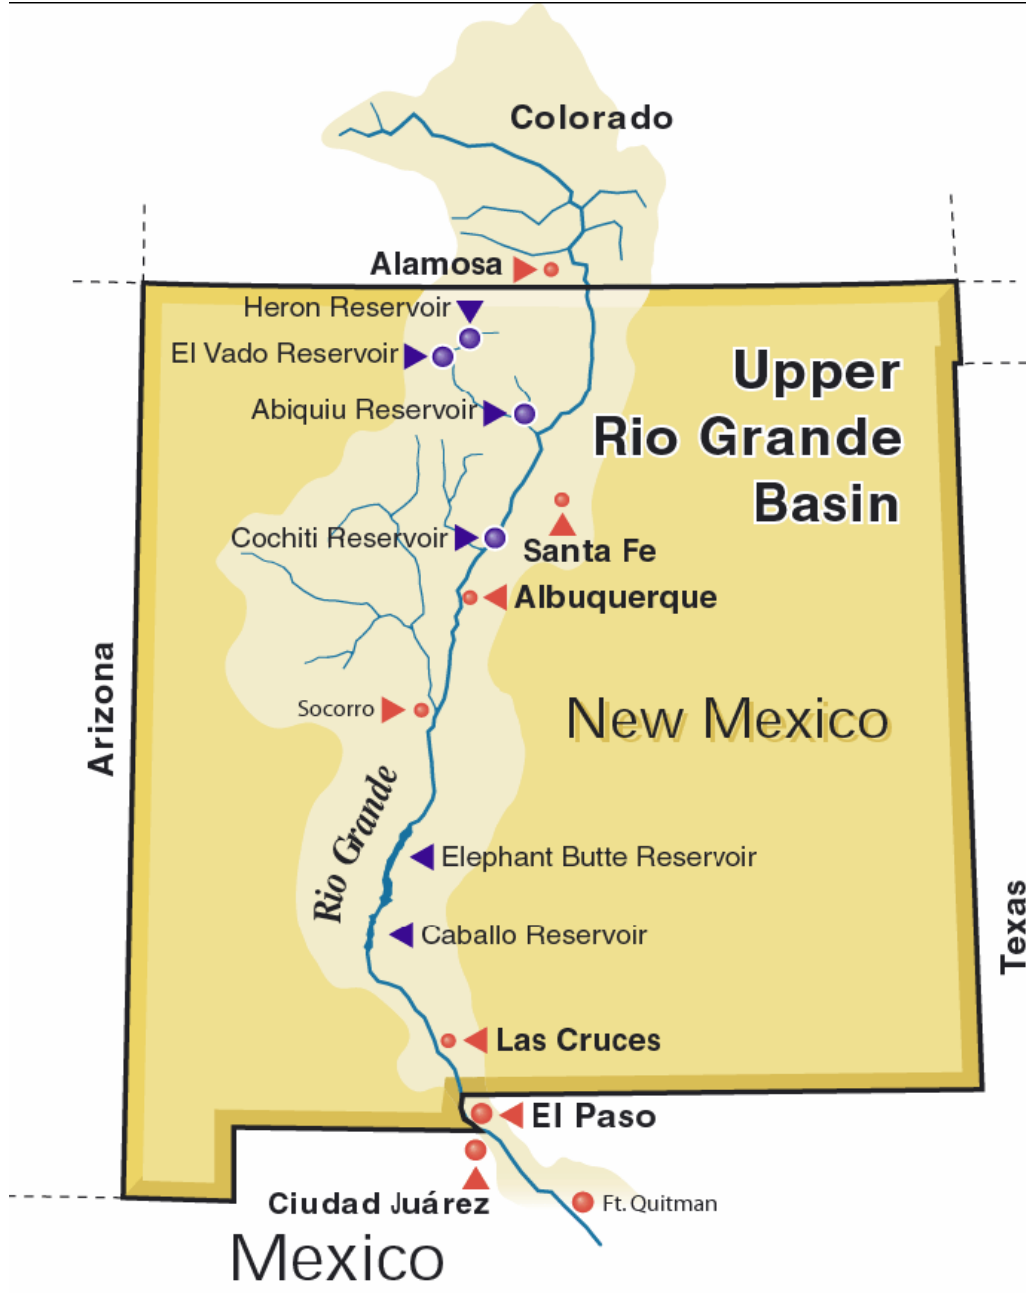 Colorado
Alamosa
Heron Reservoir
El Vado Reservoir
Abiquiu Reservoir
Upper
Rio Grande
Basin
Cochiti Reservoir
Santa Fe
Albuquerque
Arizona
Socorro
New Mexico
Rio Grande
Elephant Butte Reservoir
Caballo Reservoir
Texas
Las Cruces
El Paso
Ciudad Juárez
Ft. Quitman
Mexico